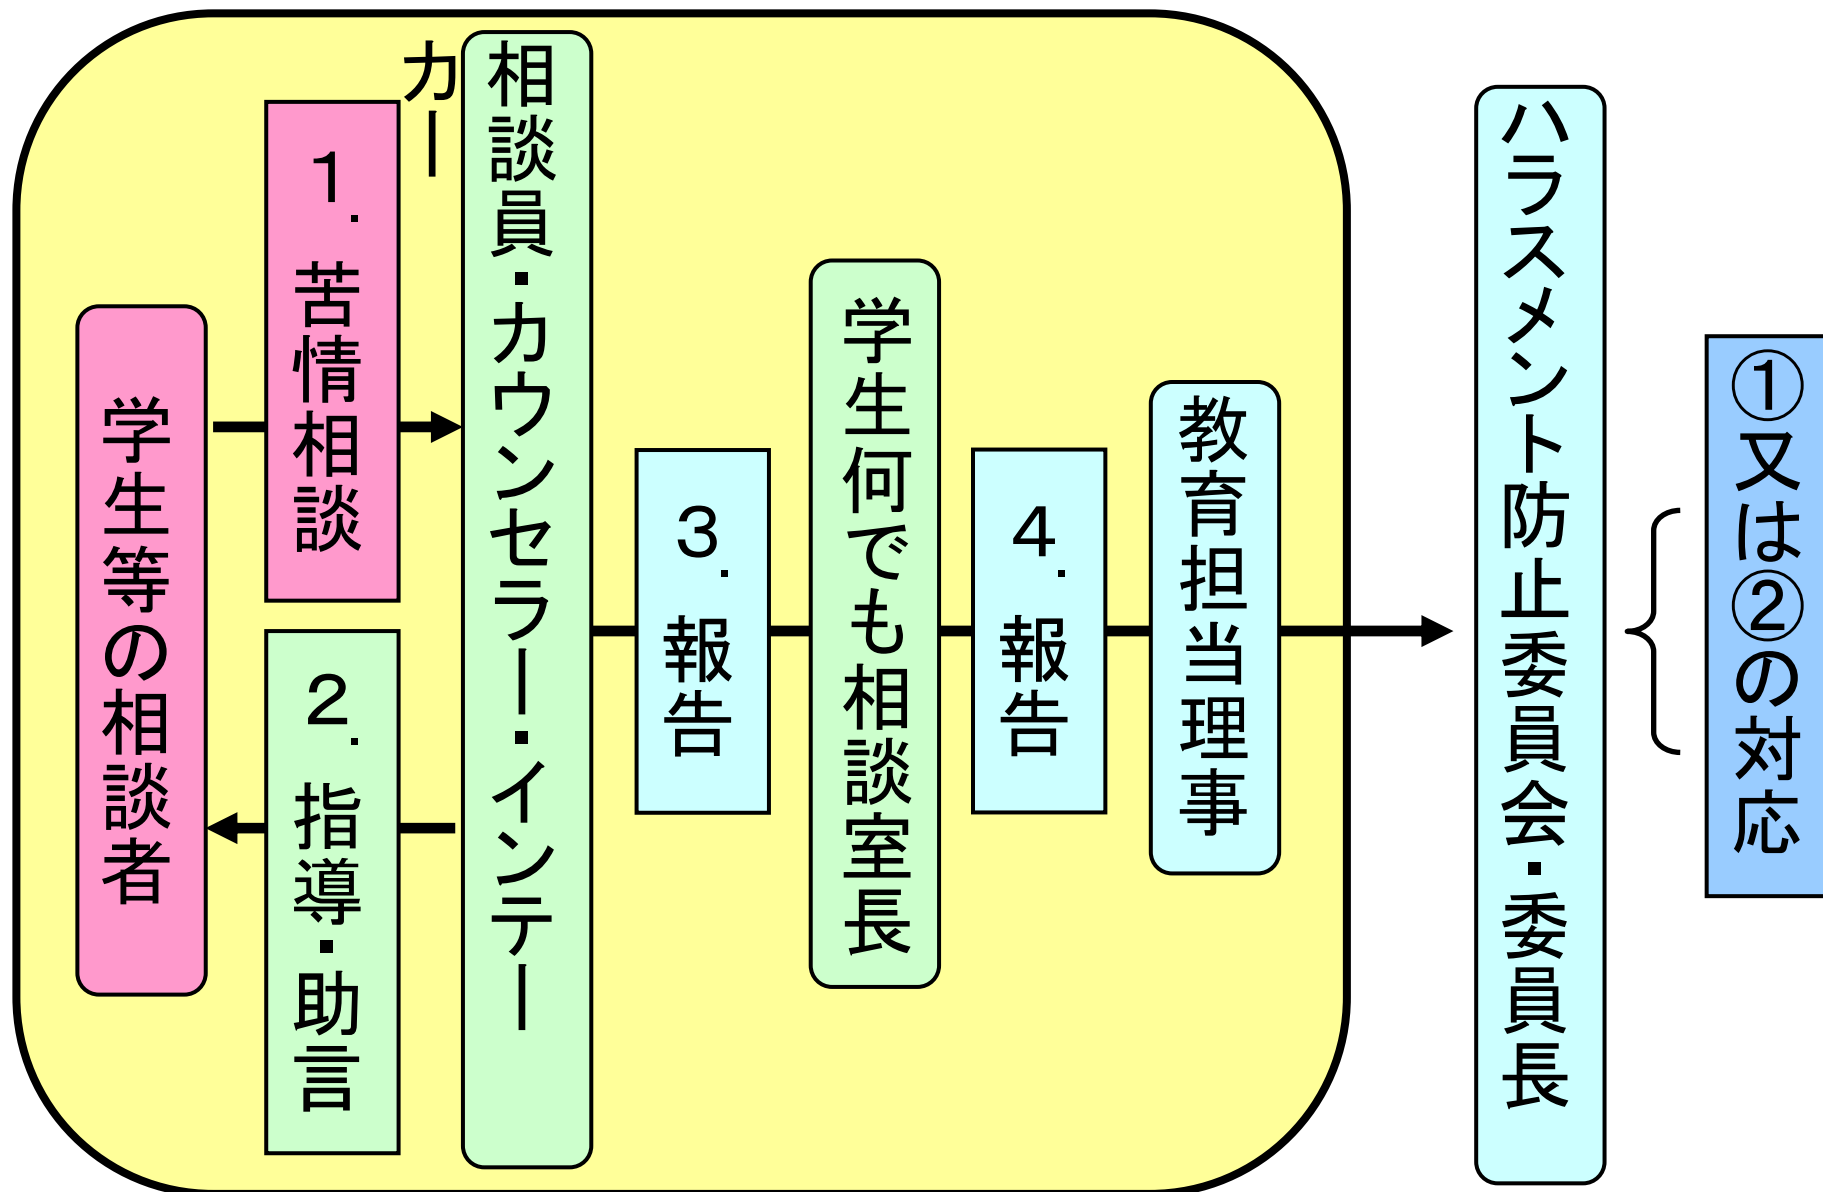 学生等の相談者
１．苦情相談
２．指導・助言
相談員・カウンセラー・インテー
カー
３．報告
学生何でも相談室長
４．報告
教育担当理事
ハラスメント防止委員会・委員長
①又は②の対応